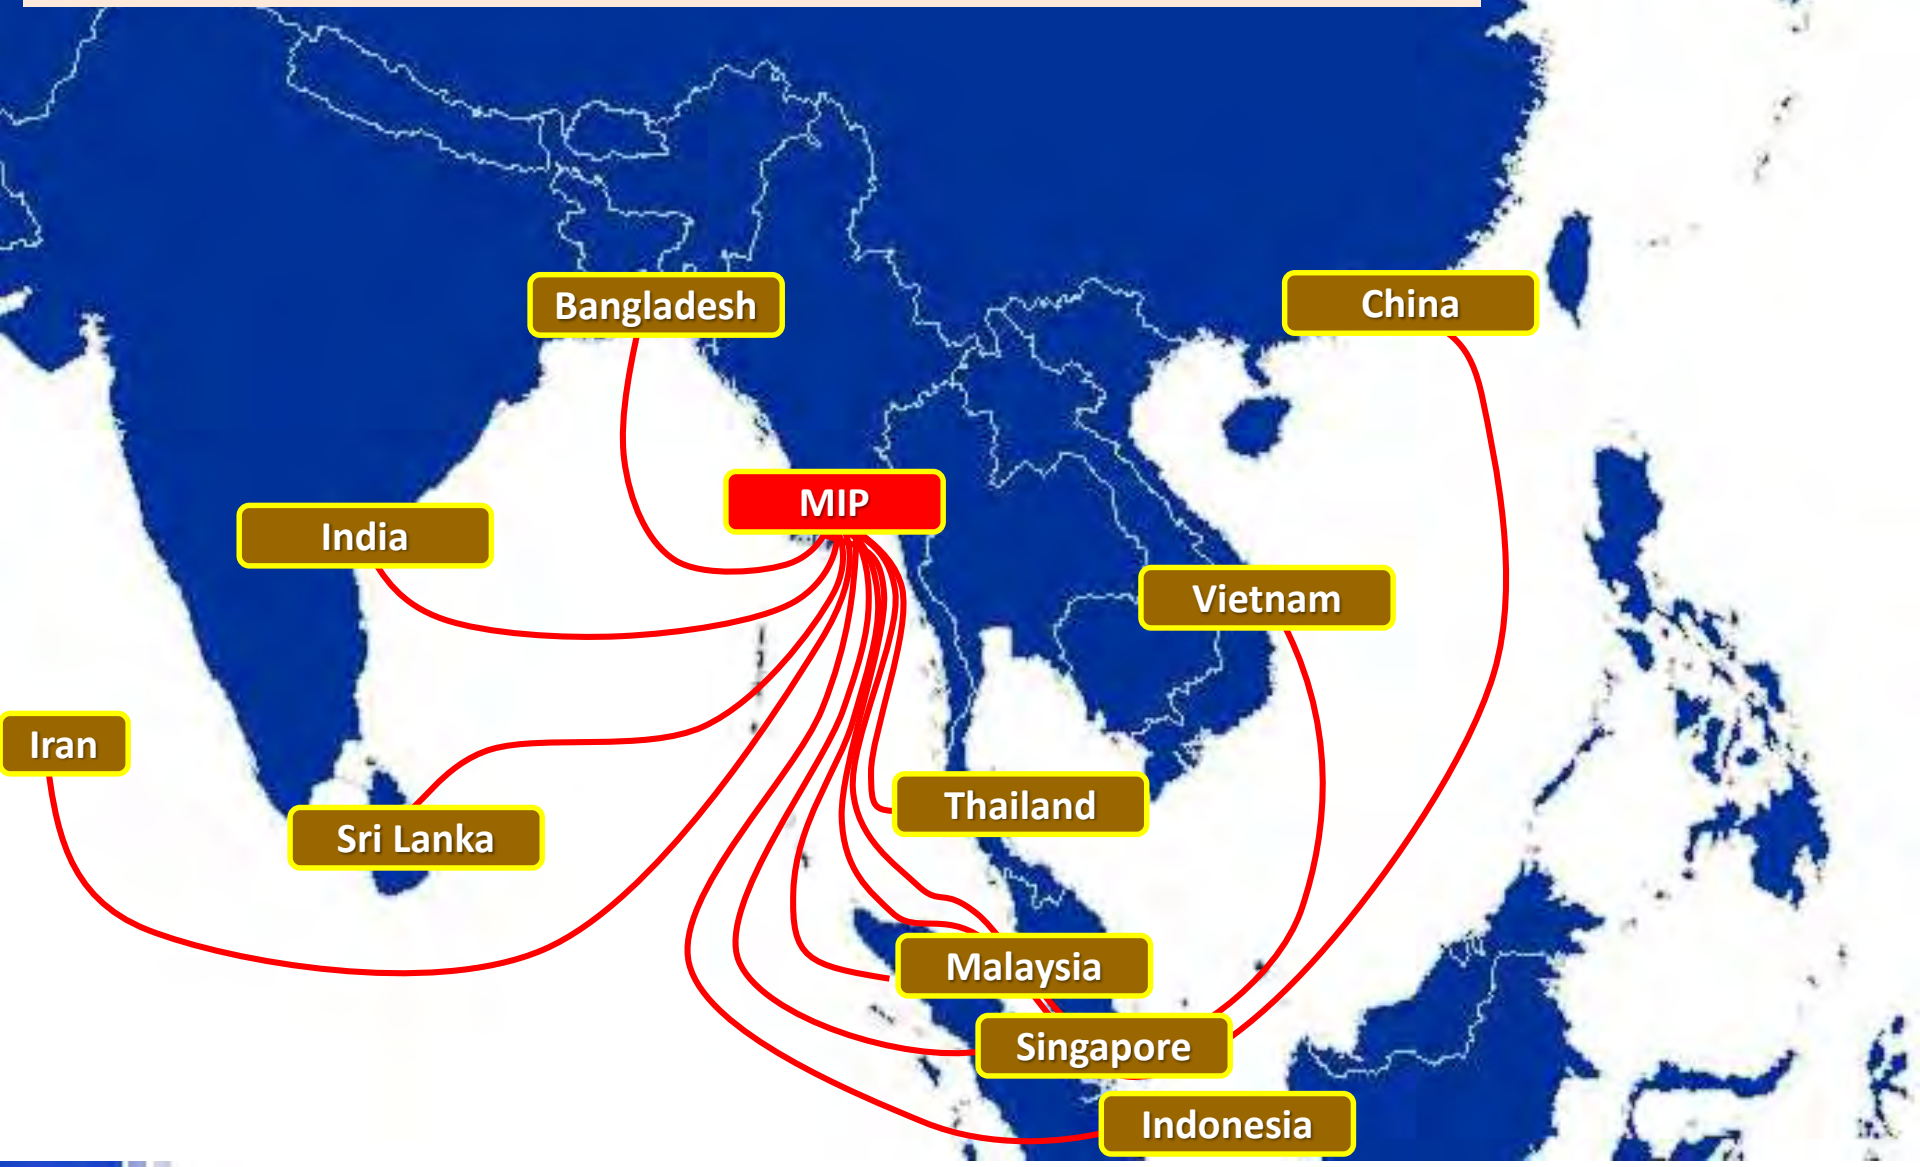 Bangladesh
China
MIP
India
Vietnam
Iran
Thailand
Sri Lanka
Malaysia
Singapore
Indonesia